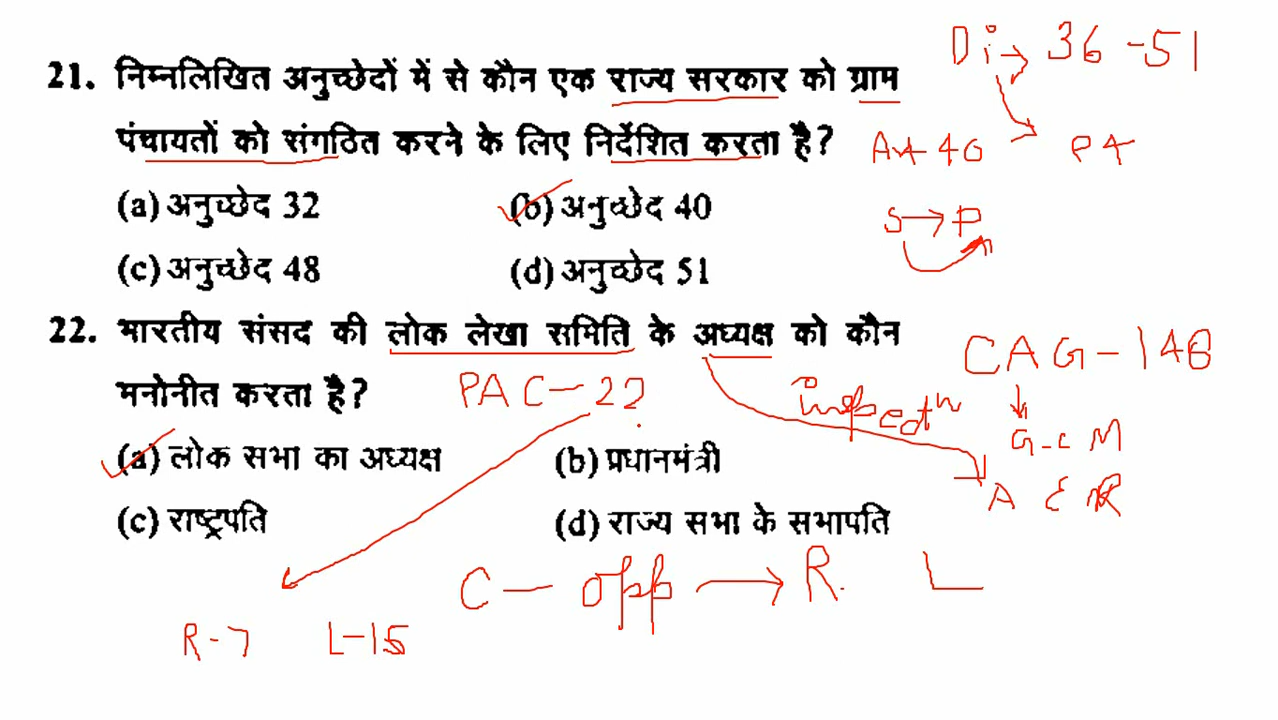 Di → 36 - 51
21. निम्नलिखित अनुच्छेदों में से कौन एक राज्य सरकार को ग्राम
पंचायतों को संगठित करने के लिए निर्देशित करता है?
40
(a) अनुच्छेद 32 (b) अनुच्छेद 40
S → P
(c) अनुच्छेद 48 (d) अनुच्छेद 51
22. भारतीय संसद की लोक लेखा समिति के अध्यक्ष को कौन
CAG - 148
मनोनीत करता है?
PAC - 22
(a) लोक सभा का अध्यक्ष (b) प्रधानमंत्री
(c) राष्ट्रपति (d) राज्य सभा के सभापति
C - opp → R. L
R - 7 L - 15